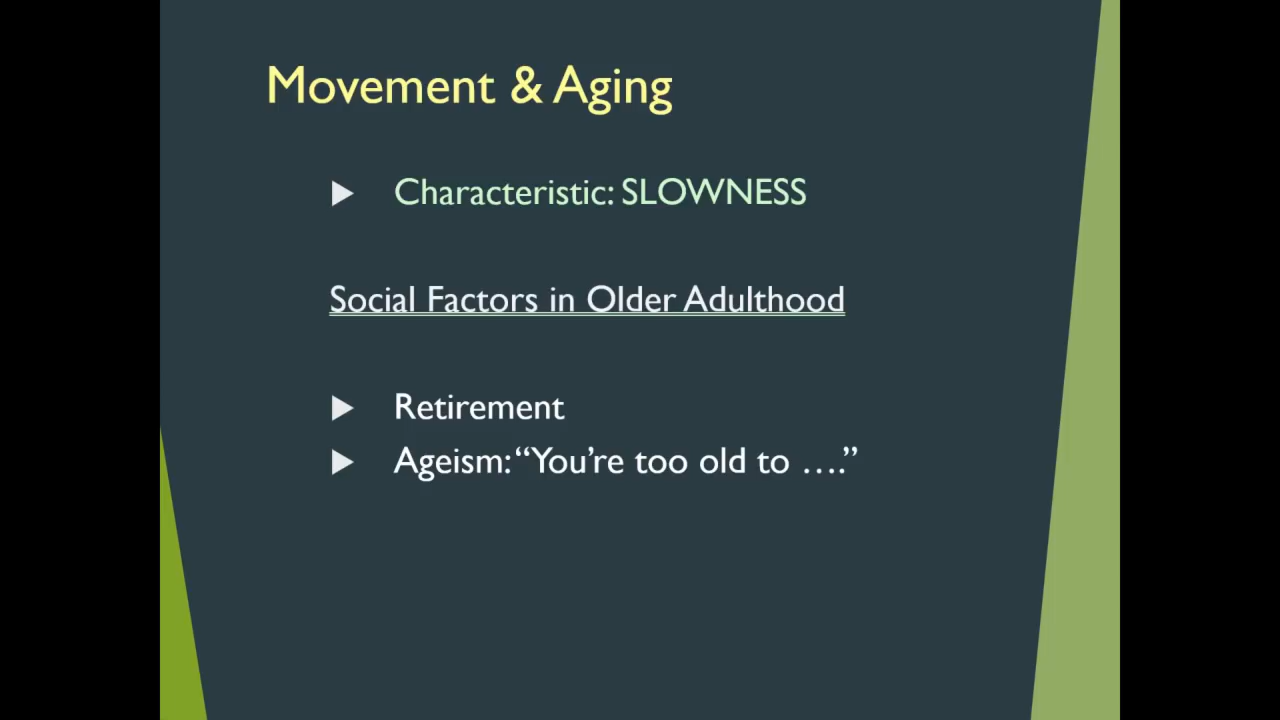 Movement & Aging
Characteristic: SLOWNESS
Social Factors in Older Adulthood
Retirement
Ageism: “You’re too old to ….”